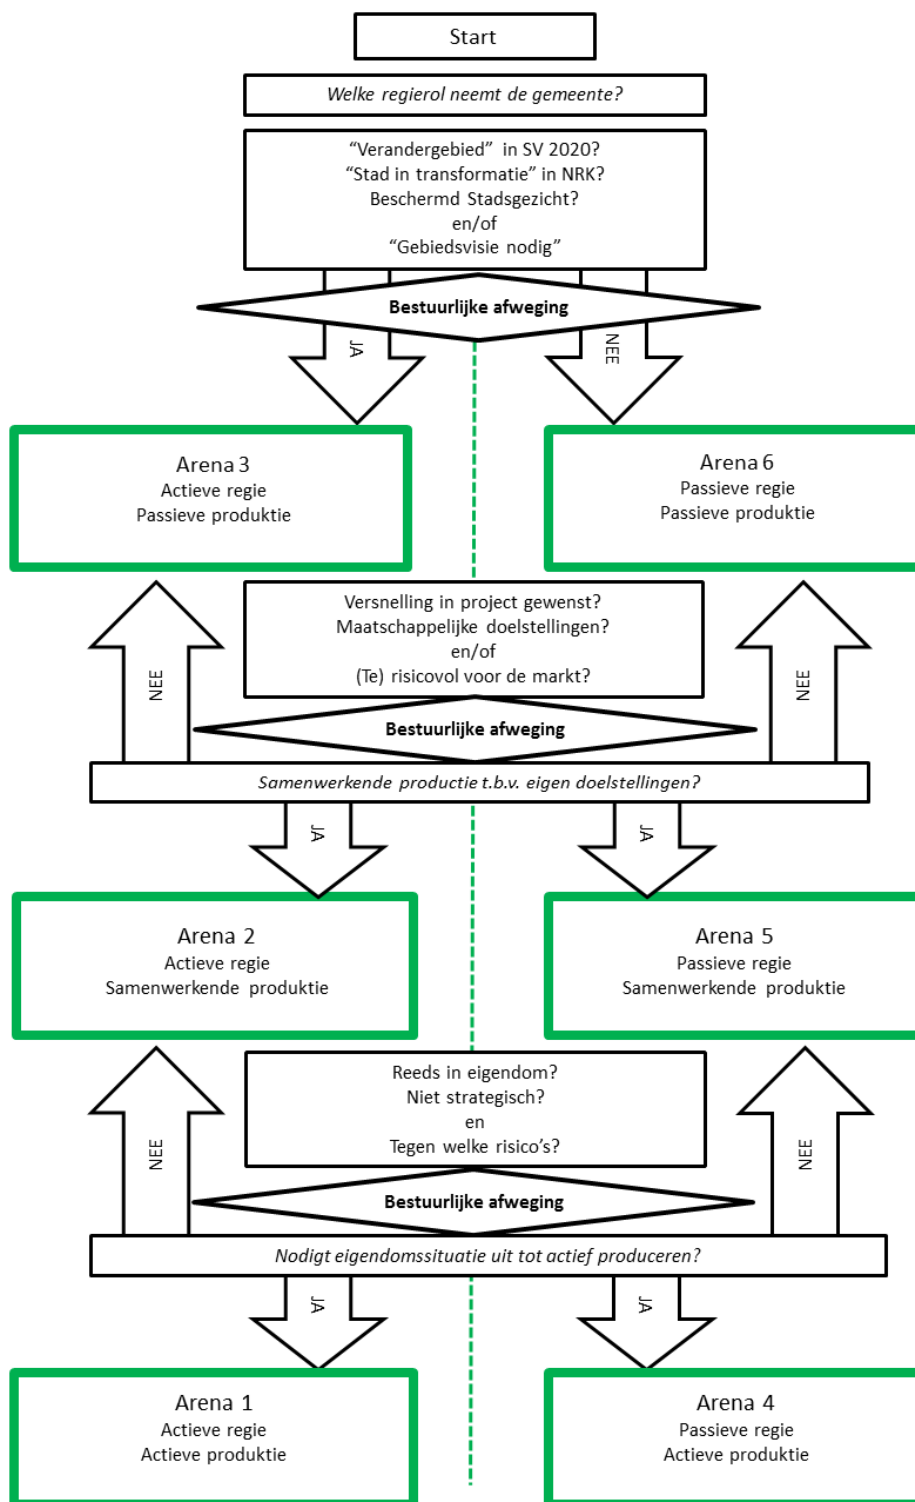 Start
Welke regierol neemt de gemeente?
“Verandergebied” in SV 2020?
“Stad in transformatie” in NRK?
Beschermd Stadsgezicht?
en/of
“Gebiedsvisie nodig”
Bestuurlijke afweging
JA
NEE
Arena 3
Actieve regie
Passieve produktie
Arena 6
Passieve regie
Passieve produktie
Versnelling in project gewenst?
Maatschappelijke doelstellingen?
en/of
(Te) risicovol voor de markt?
NEE
NEE
Bestuurlijke afweging
Samenwerkende productie t.b.v. eigen doelstellingen?
JA
JA
Arena 2
Actieve regie
Samenwerkende produktie
Arena 5
Passieve regie
Samenwerkende produktie
Reeds in eigendom?
Niet strategisch?
en
Tegen welke risico’s?
NEE
NEE
Bestuurlijke afweging
Nodigt eigendomssituatie uit tot actief produceren?
JA
JA
Arena 1
Actieve regie
Actieve produktie
Arena 4
Passieve regie
Actieve produktie